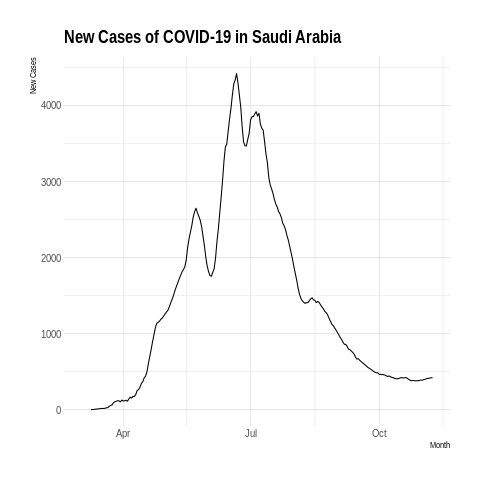 New Cases of COVID-19 in Saudi Arabia
New Cases
4000
3000
2000
1000
0
Apr
Jul
Oct
Month